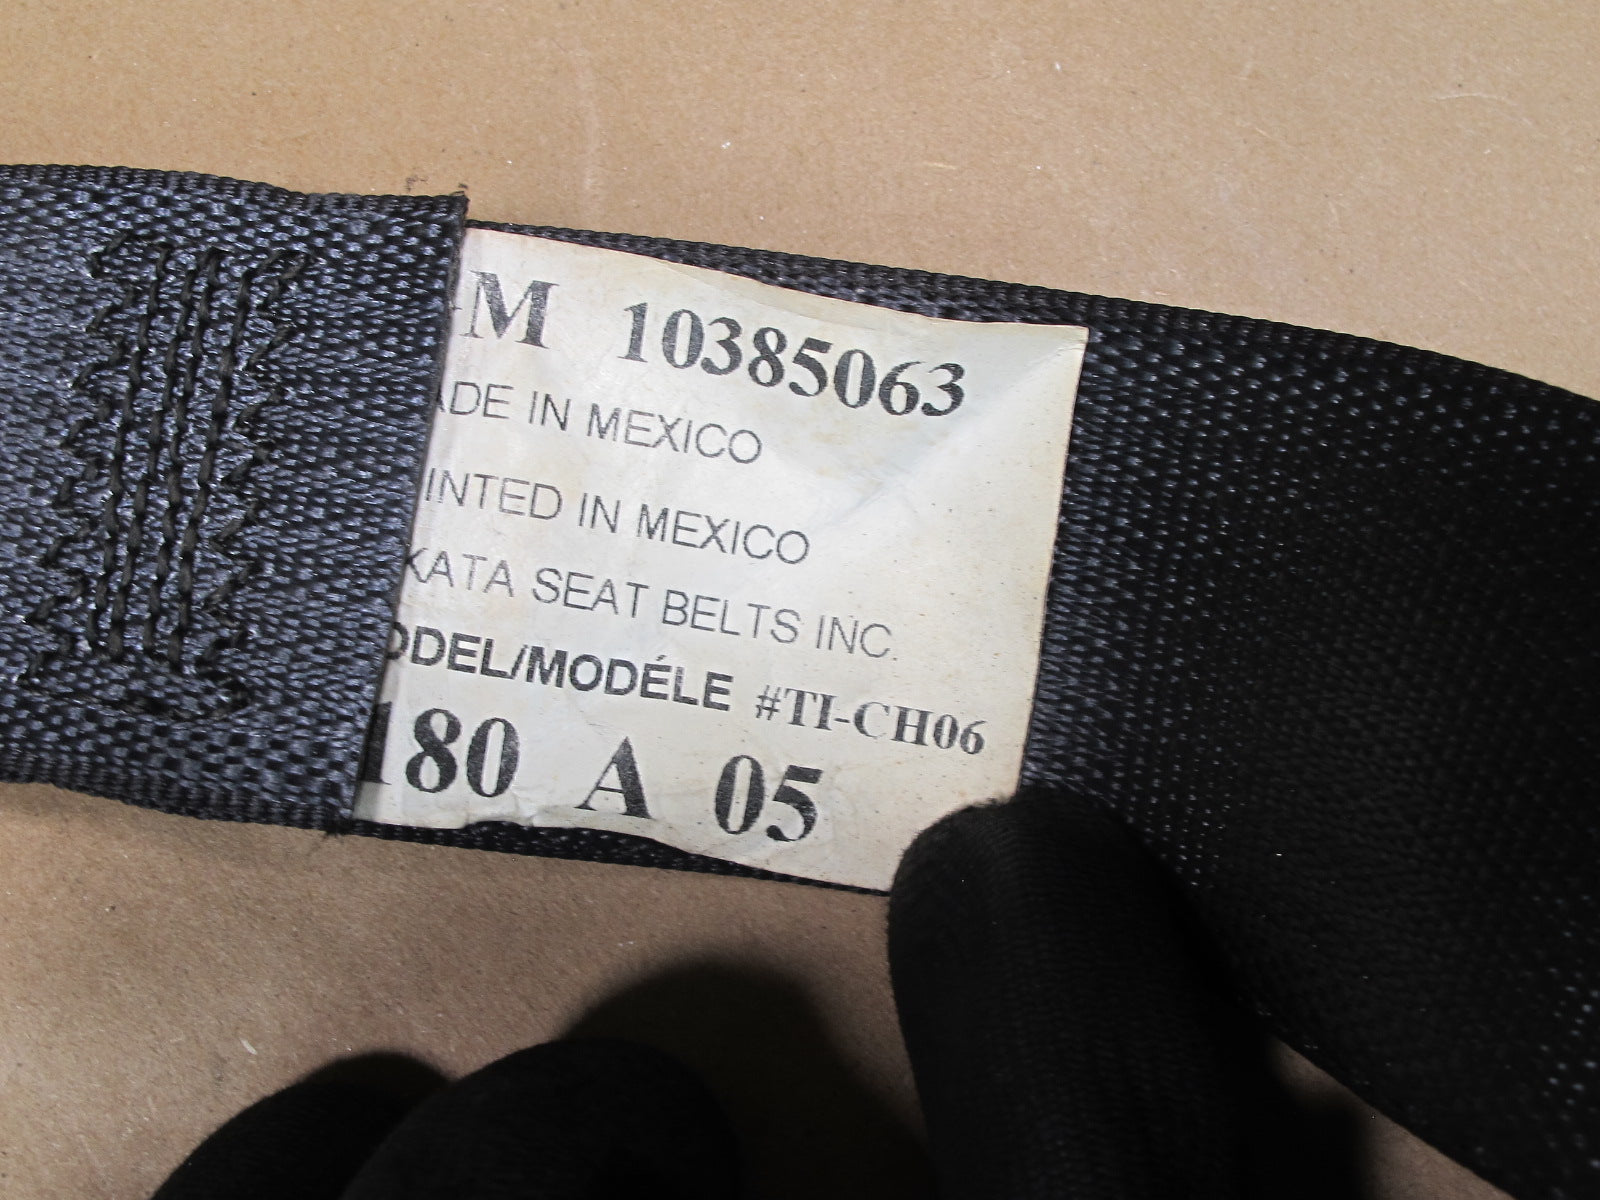 M 10385063
ADE IN MEXICO
INTED IN MEXICO
KATA SEAT BELTS INC.
ODEL/MODÉLE #TI-CH06
180 A 05